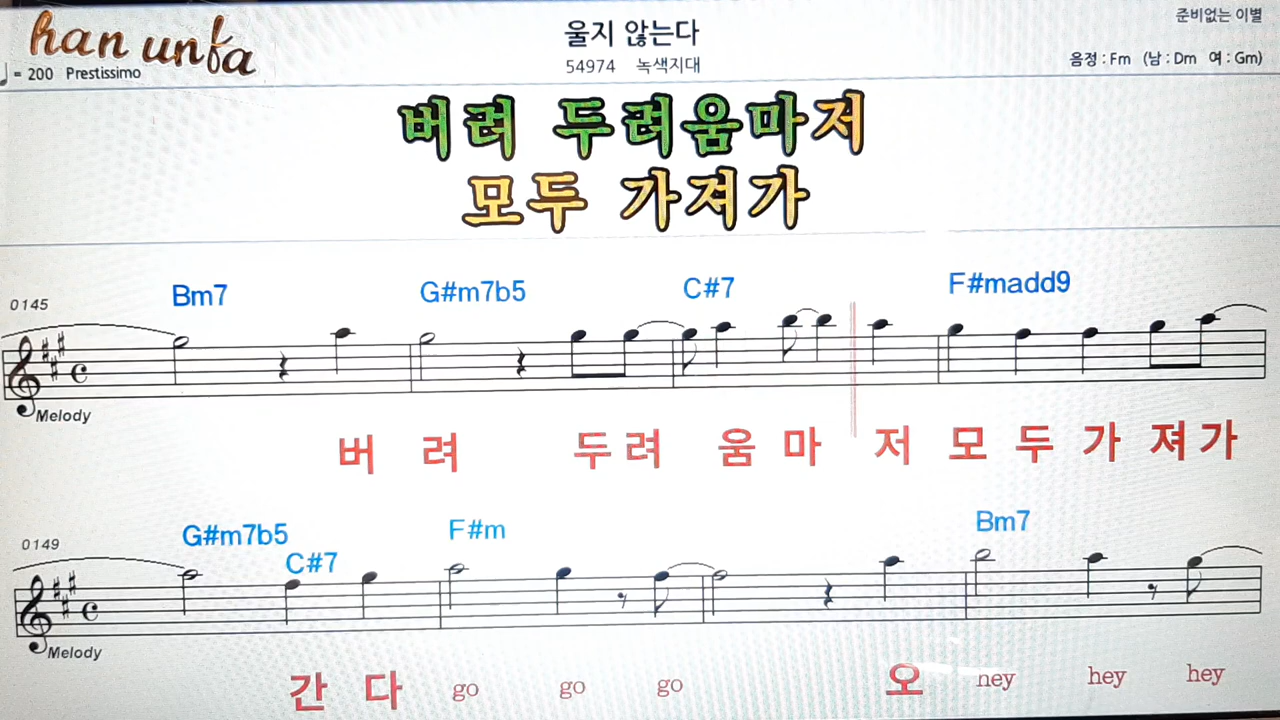 han unfa
준비없는 이별
울지 않는다
♩= 200 Prestissimo
54974 녹색지대
음정 : Fm (남 : Dm 여 : Gm)
버려 두려움마저
모두 가져가
0145 Bm7 G#m7b5 C#7 F#madd9
Melody
버 려 두 려 움 마 저 모 두 가 져 가
0149 G#m7b5 C#7 F#m Bm7
Melody
간 다 go go go 오 hey hey